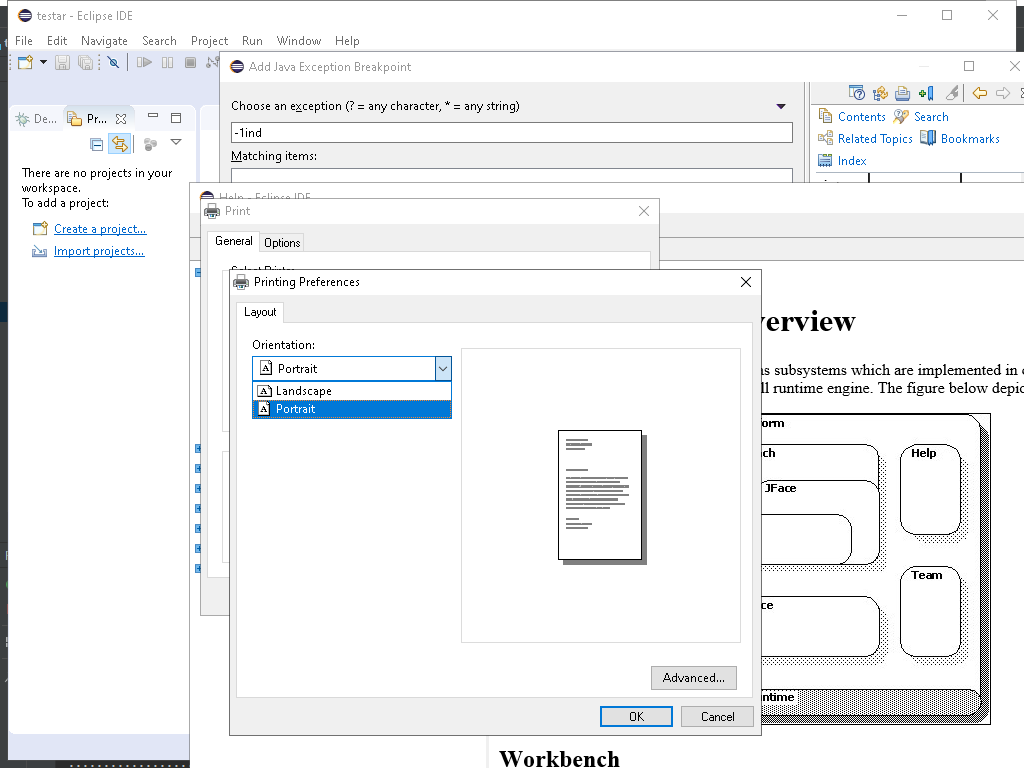 testar - Eclipse IDE
File Edit Navigate Search Project Run Window Help
Add Java Exception Breakpoint
Choose an exception (? = any character, * = any string)
-1ind
Matching items:
De... Pr...
There are no projects in your
workspace.
To add a project:
Create a project...
Import projects...
Contents Search
Related Topics Bookmarks
Index
Help - Eclipse IDE
Print
General Options
Select Printer
Printing Preferences
Layout
Orientation:
Portrait
Landscape
Portrait
Advanced...
OK Cancel
verview
as subsystems which are implemented in
ll runtime engine. The figure below depic
orm
ch
Help
JFace
Team
ce
ntime
Workbench